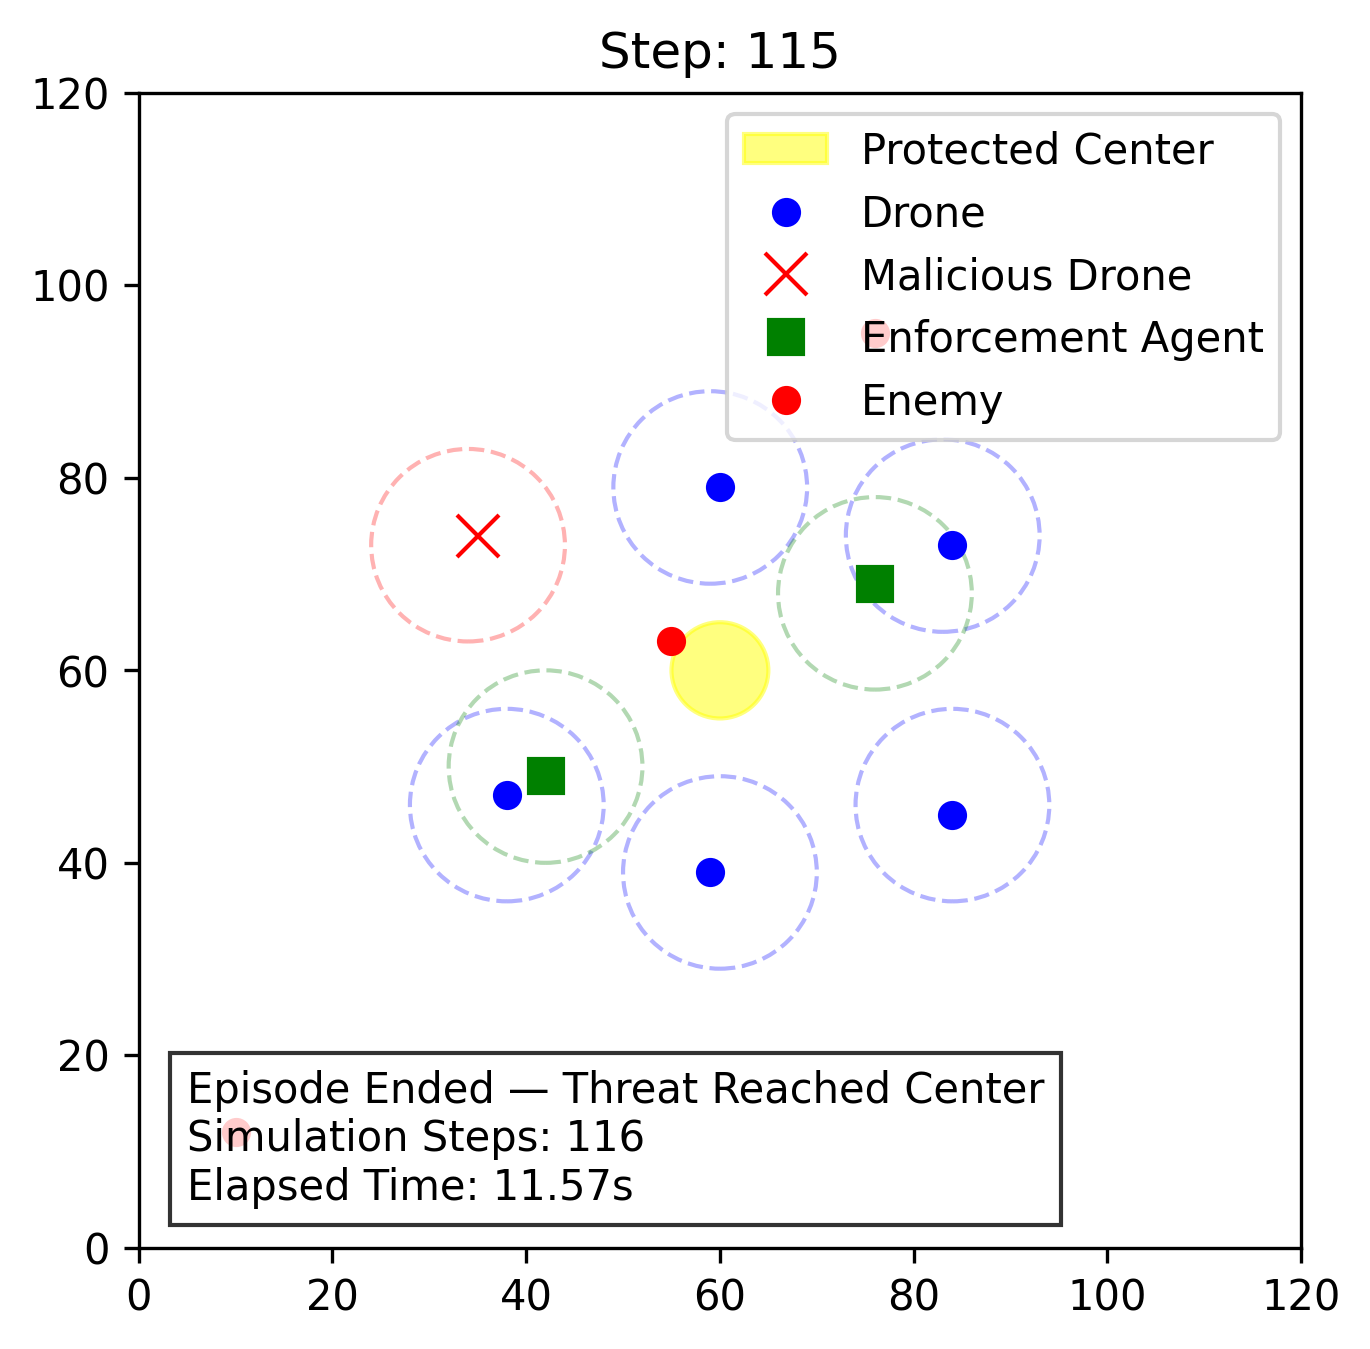 Step: 115
120
100
80
60
40
20
0
0 20 40 60 80 100 120
Protected Center
Drone
Malicious Drone
Enforcement Agent
Enemy
Episode Ended — Threat Reached Center
Simulation Steps: 116
Elapsed Time: 11.57s